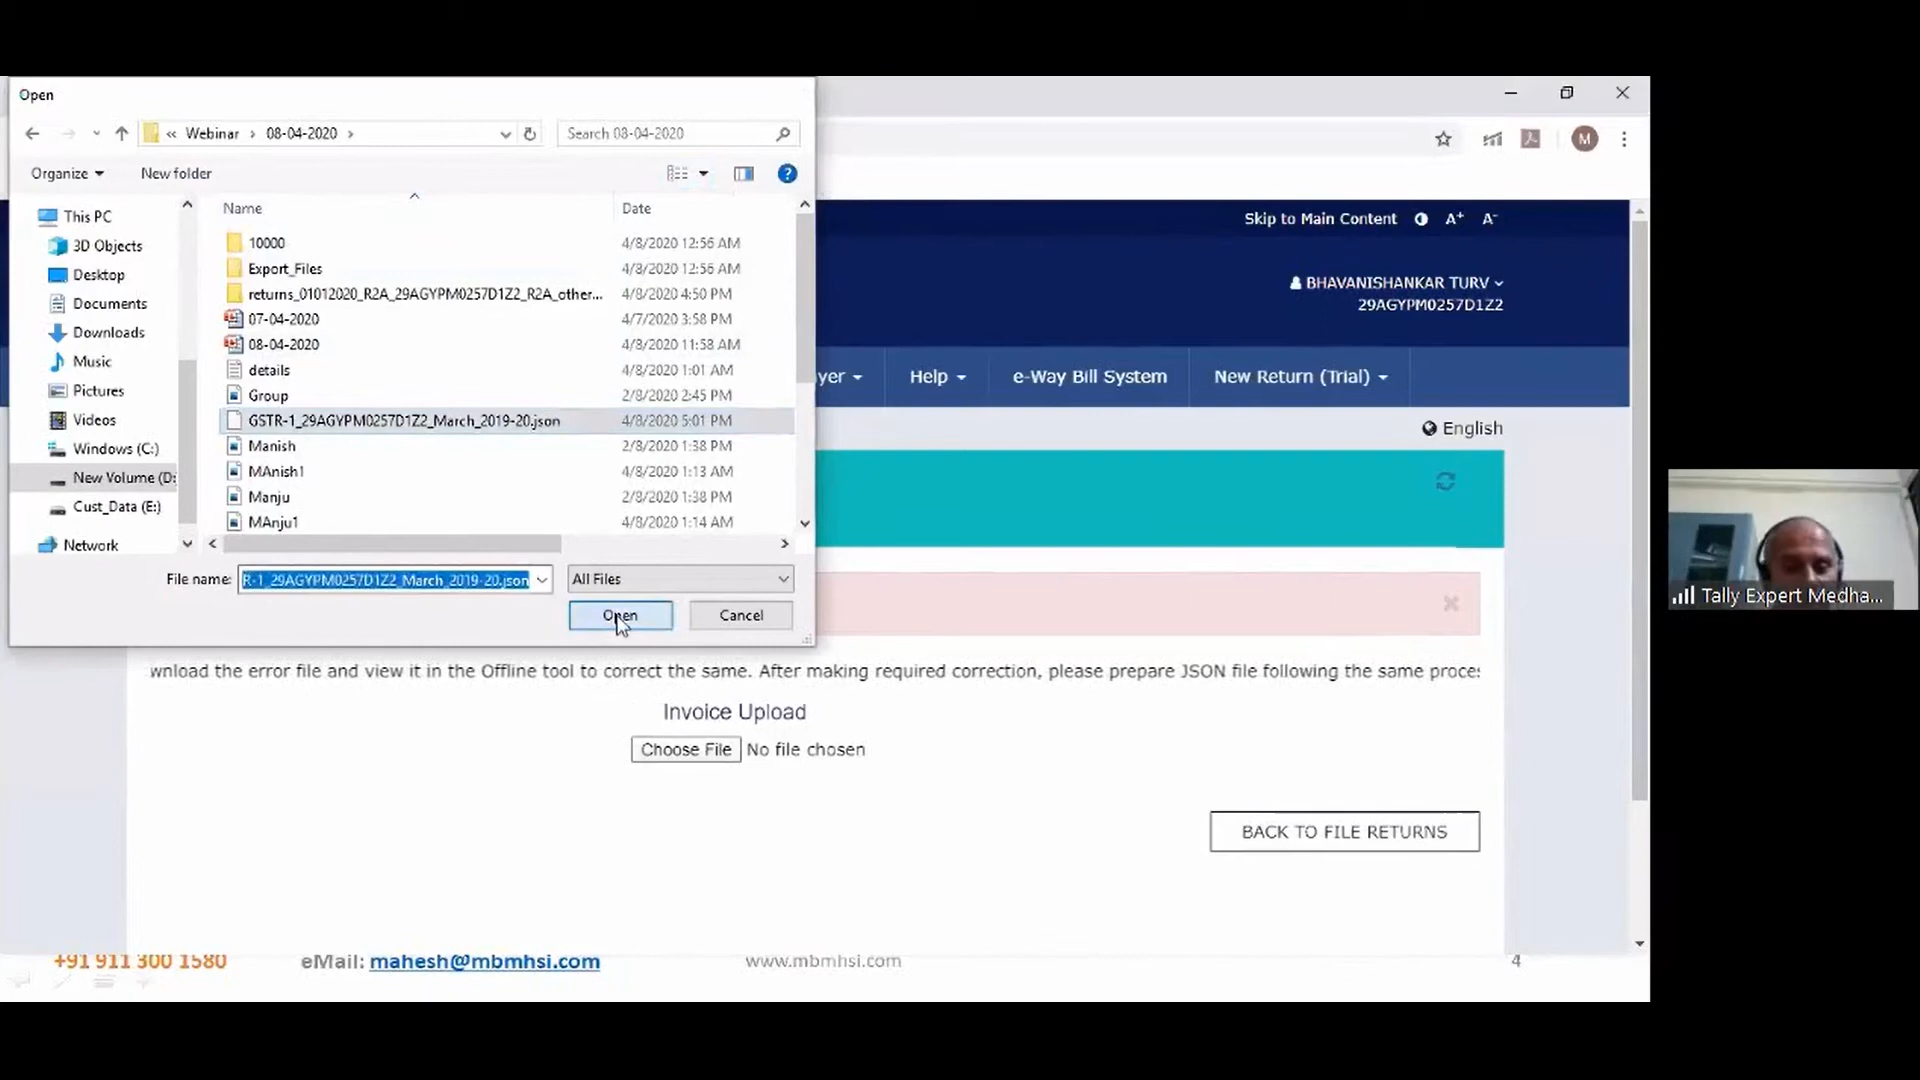 Open
« Webinar › 08-04-2020 ›
Search 08-04-2020
Organize
New folder
This PC
3D Objects
Desktop
Documents
Downloads
Music
Pictures
Videos
Windows (C:)
New Volume (D:
Cust_Data (E:)
Network
Name Date
10000 4/8/2020 12:56 AM
Export_Files 4/8/2020 12:56 AM
returns_01012020_R2A_29AGYPM0257D1Z2_R2A_other... 4/8/2020 4:50 PM
07-04-2020 4/7/2020 3:58 PM
08-04-2020 4/8/2020 11:58 AM
details 4/8/2020 1:01 AM
Group 2/8/2020 2:45 PM
GSTR-1_29AGYPM0257D1Z2_March_2019-20.json 4/8/2020 5:01 PM
Manish 2/8/2020 1:38 PM
MAnish1 4/8/2020 1:13 AM
Manju 2/8/2020 1:38 PM
MAnju1 4/8/2020 1:14 AM
File name: R-1_29AGYPM0257D1Z2_March_2019-20.json
All Files
Open
Cancel
M
Skip to Main Content A+ A-
BHAVANISHANKAR TURV
29AGYPM0257D1Z2
yer Help e-Way Bill System New Return (Trial)
English
wnload the error file and view it in the Offline tool to correct the same. After making required correction, please prepare JSON file following the same proces
Invoice Upload
Choose File No file chosen
BACK TO FILE RETURNS
+91 911 300 1580 eMail: mahesh@mbmhsi.com www.mbmhsi.com 4
Tally Expert Medha...